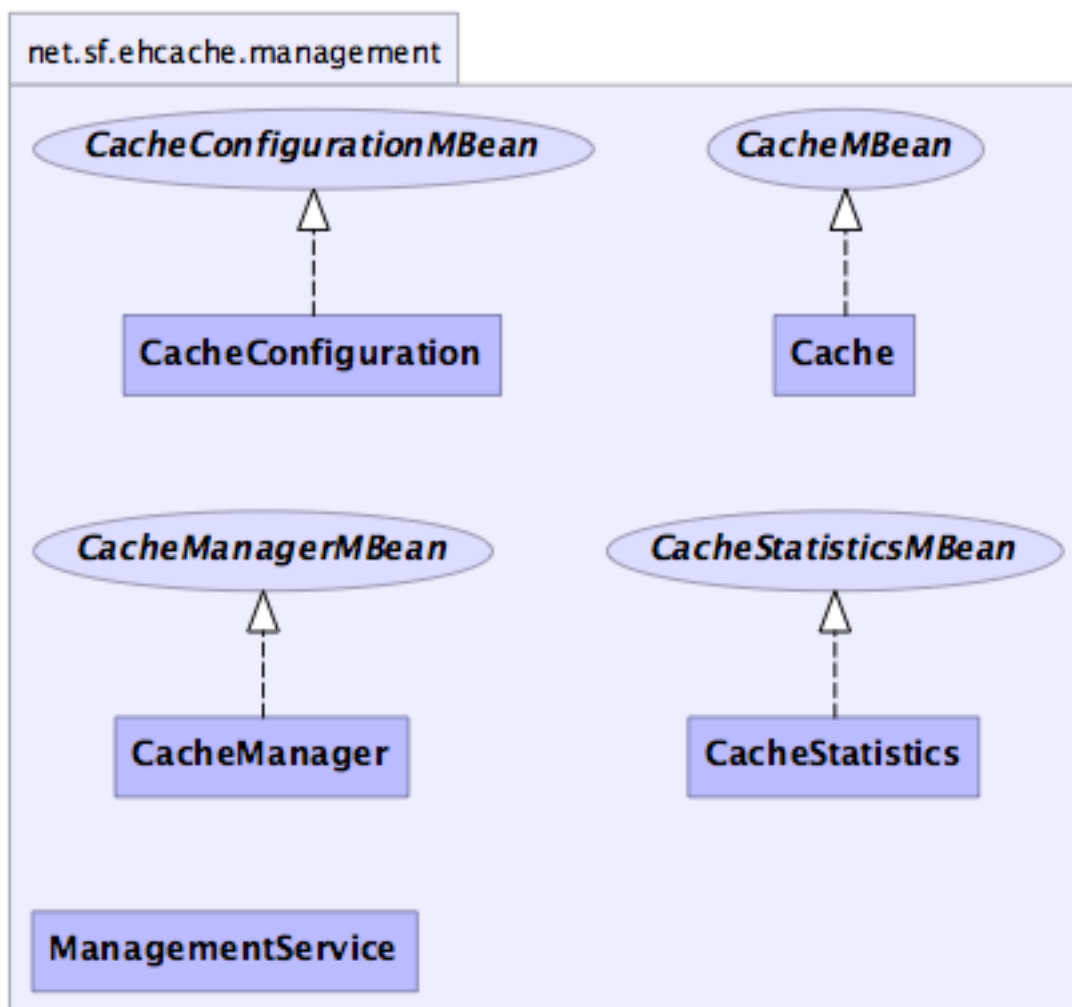 net.sf.ehcache.management
CacheConfigurationMBean
CacheMBean
CacheConfiguration
Cache
CacheManagerMBean
CacheStatisticsMBean
CacheManager
CacheStatistics
ManagementService